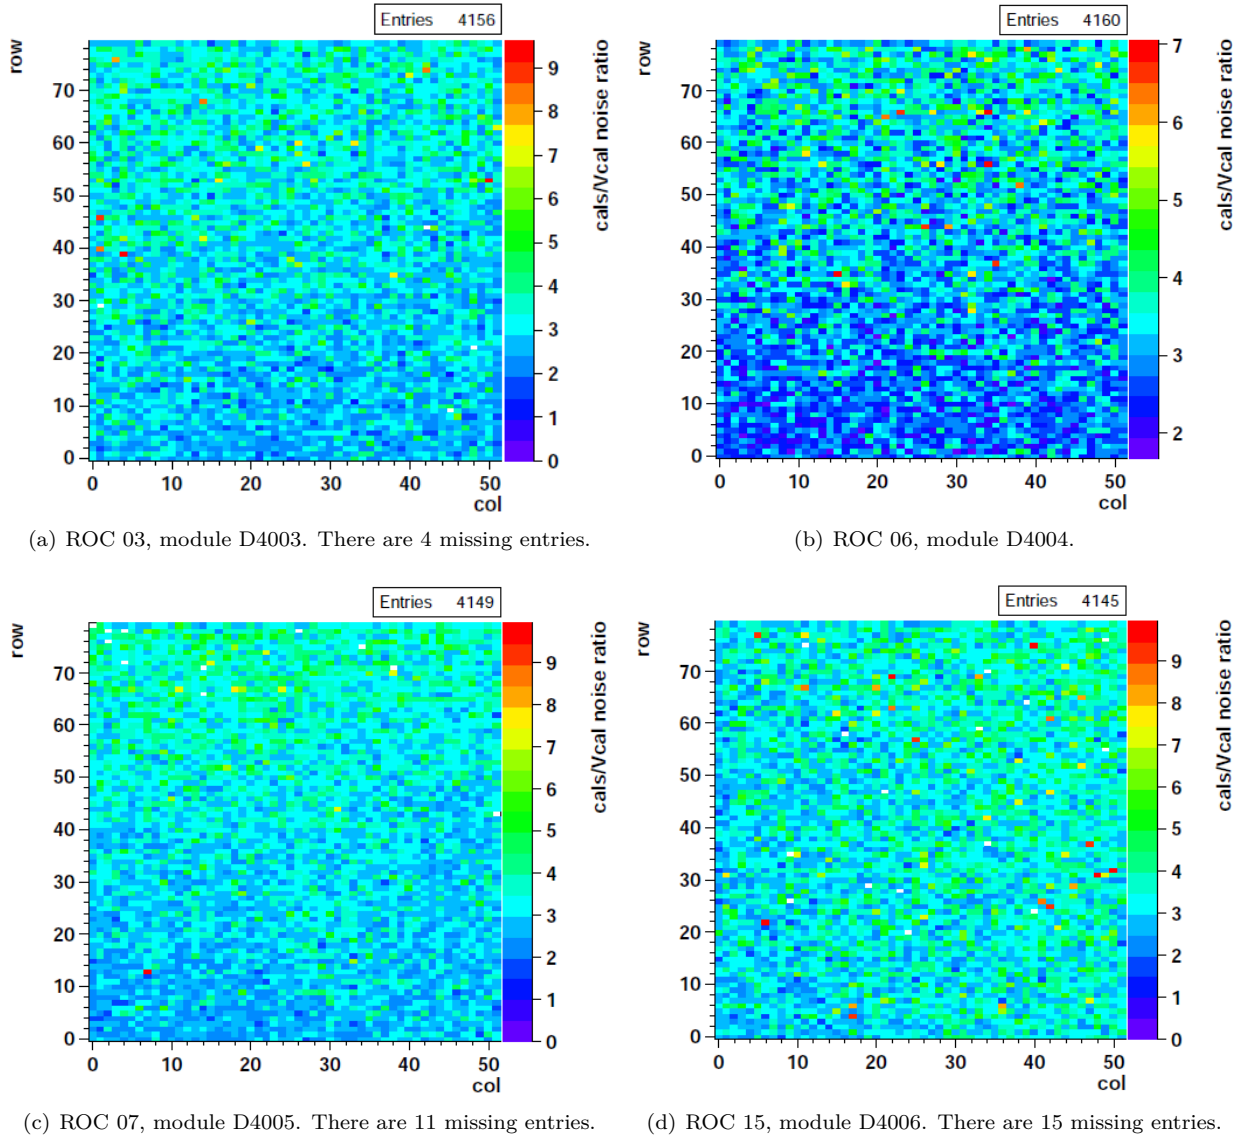 Entries 4156
row
70
60
50
40
30
20
10
0
0 10 20 30 40 50
col
9
8
7
6
5
4
3
2
1
0
cals/Vcal noise ratio
(a) ROC 03, module D4003. There are 4 missing entries.
Entries 4160
row
70
60
50
40
30
20
10
0
0 10 20 30 40 50
col
7
6
5
4
3
2
cals/Vcal noise ratio
(b) ROC 06, module D4004.
Entries 4149
row
70
60
50
40
30
20
10
0
0 10 20 30 40 50
col
9
8
7
6
5
4
3
2
1
0
cals/Vcal noise ratio
(c) ROC 07, module D4005. There are 11 missing entries.
Entries 4145
row
70
60
50
40
30
20
10
0
0 10 20 30 40 50
col
9
8
7
6
5
4
3
2
1
0
cals/Vcal noise ratio
(d) ROC 15, module D4006. There are 15 missing entries.